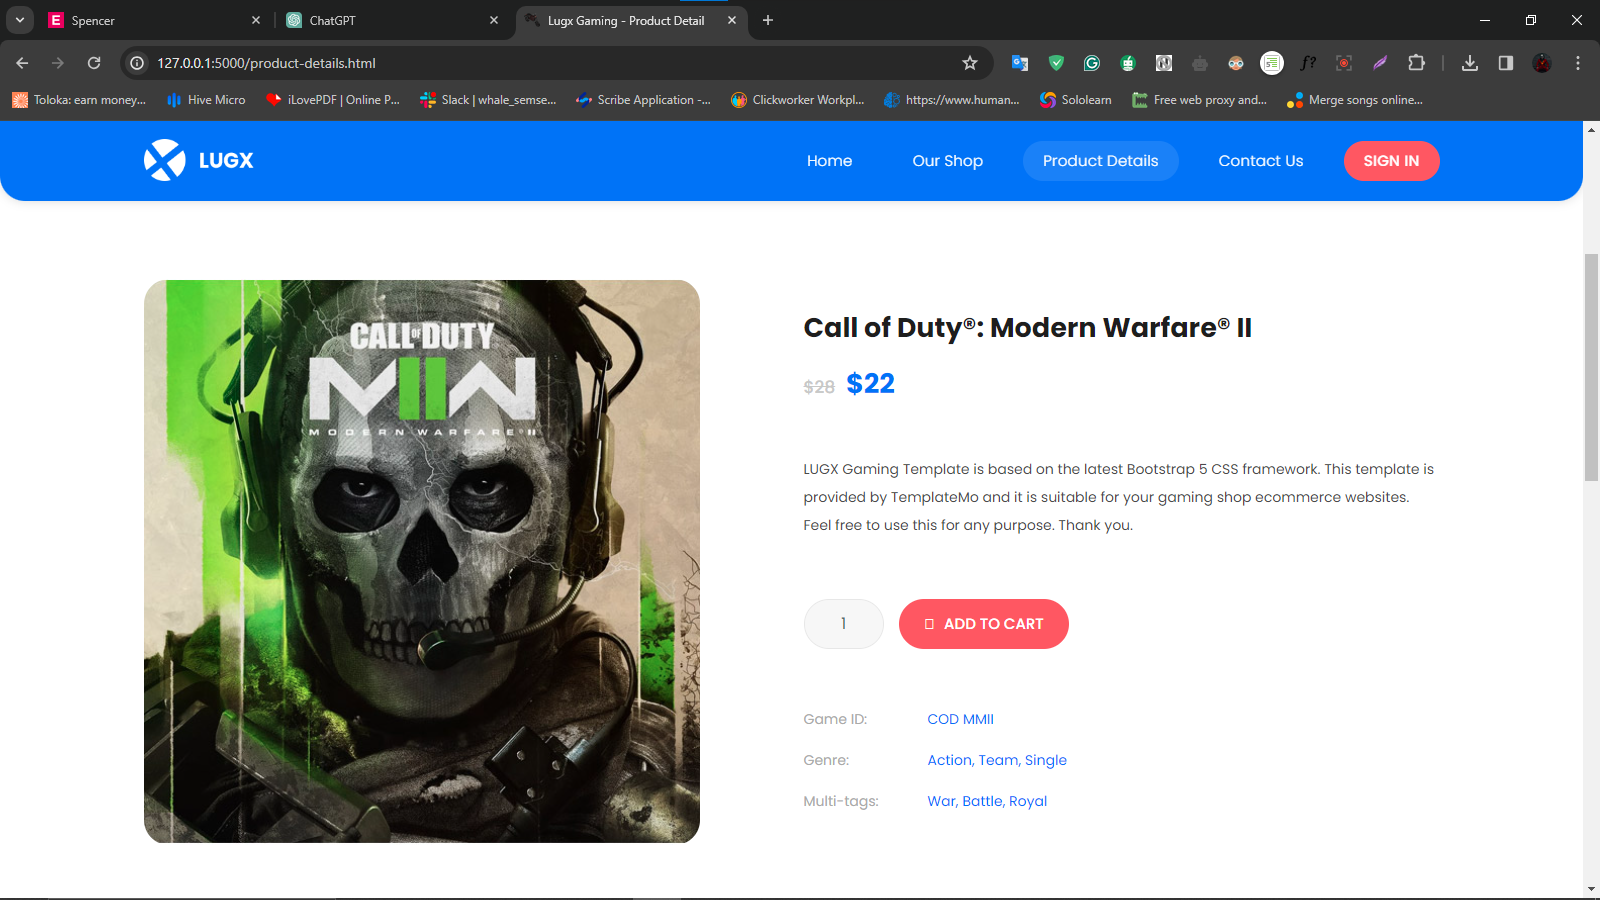 Spencer
ChatGPT
Lugx Gaming - Product Detail
127.0.0.1:5000/product-details.html
Toloka: earn money...
Hive Micro
iLovePDF | Online P...
Slack | whale_semse...
Scribe Application -...
Clickworker Workpl...
https://www.human...
Sololearn
Free web proxy and...
Merge songs online...
LUGX
Home
Our Shop
Product Details
Contact Us
SIGN IN
CALL OF DUTY
MIIW
MODERN WARFARE® II
Call of Duty®: Modern Warfare® II
$28 $22
LUGX Gaming Template is based on the latest Bootstrap 5 CSS framework. This template is
provided by TemplateMo and it is suitable for your gaming shop ecommerce websites.
Feel free to use this for any purpose. Thank you.
1
ADD TO CART
Game ID: COD MMII
Genre: Action, Team, Single
Multi-tags: War, Battle, Royal